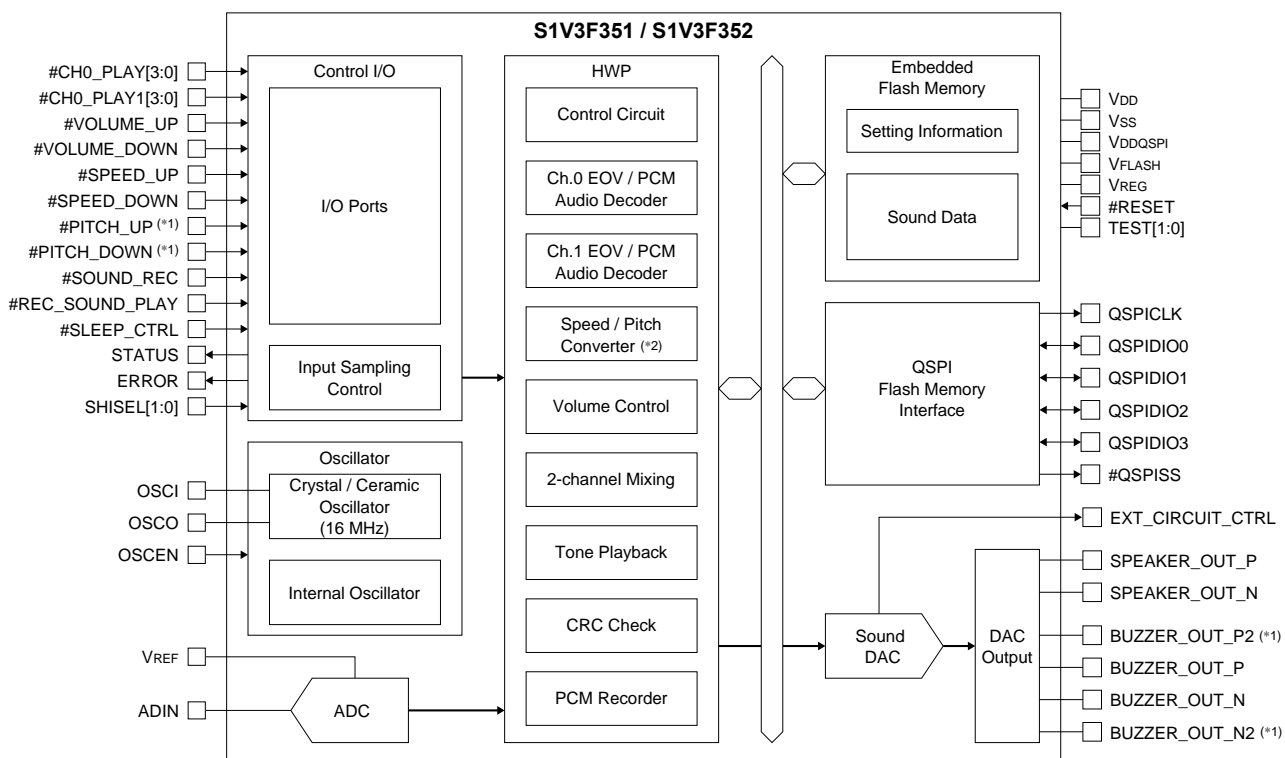 S1V3F351 / S1V3F352
#CH0_PLAY[3:0]
#CH0_PLAY1[3:0]
#VOLUME_UP
#VOLUME_DOWN
#SPEED_UP
#SPEED_DOWN
#PITCH_UP (*1)
#PITCH_DOWN (*1)
#SOUND_REC
#REC_SOUND_PLAY
#SLEEP_CTRL
STATUS
ERROR
SHISEL[1:0]
OSCI
OSCO
OSCEN
VREF
ADIN
Control I/O
I/O Ports
Input Sampling
Control
Oscillator
Crystal / Ceramic
Oscillator
(16 MHz)
Internal Oscillator
ADC
HWP
Control Circuit
Ch.0 EOV / PCM
Audio Decoder
Ch.1 EOV / PCM
Audio Decoder
Speed / Pitch
Converter (*2)
Volume Control
2-channel Mixing
Tone Playback
CRC Check
PCM Recorder
Embedded
Flash Memory
Setting Information
Sound Data
QSPI
Flash Memory
Interface
Sound
DAC
DAC
Output
VDD
VSS
VDDQSPI
VFLASH
VREG
#RESET
TEST[1:0]
QSPICLK
QSPIDIO0
QSPIDIO1
QSPIDIO2
QSPIDIO3
#QSPISS
EXT_CIRCUIT_CTRL
SPEAKER_OUT_P
SPEAKER_OUT_N
BUZZER_OUT_P2 (*1)
BUZZER_OUT_P
BUZZER_OUT_N
BUZZER_OUT_N2 (*1)